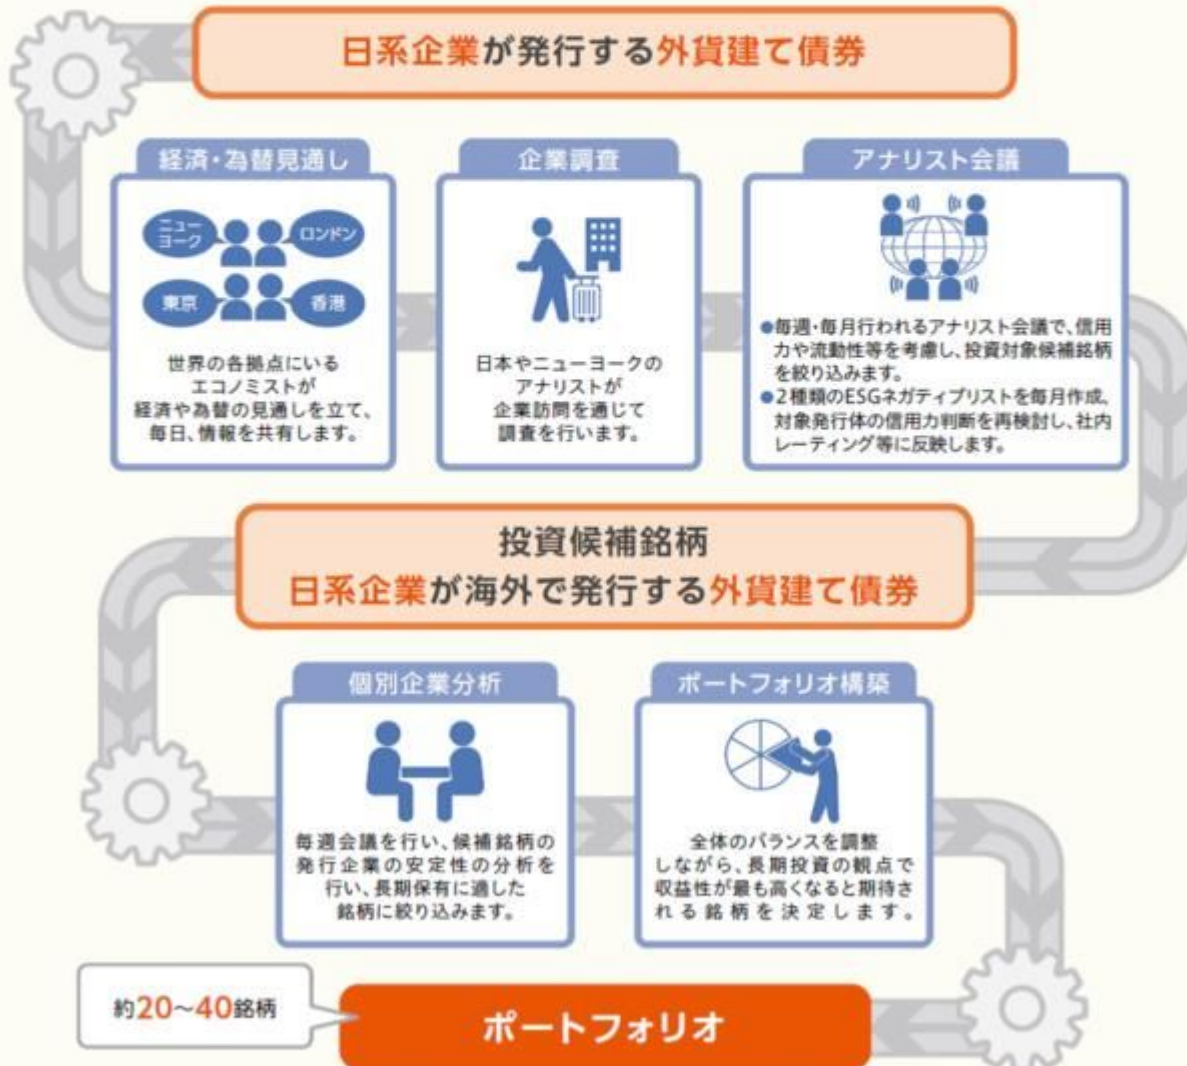 日系企業が発行する外貨建て債券
経済・為替見通し
ニュー
ヨーク
ロンドン
東京
香港
世界の各拠点にいる
エコノミストが
経済や為替の見通しを立て、
毎日、情報を共有します。
企業調査
日本やニューヨークの
アナリストが
企業訪問を通じて
調査を行います。
アナリスト会議
●毎週・毎月行われるアナリスト会議で、信用
力や流動性等を考慮し、投資対象候補銘柄
を絞り込みます。
●2種類のESGネガティブリストを毎月作成、
対象発行体の信用力判断を再検討し、社内
レーティング等に反映します。
投資候補銘柄
日系企業が海外で発行する外貨建て債券
個別企業分析
毎週会議を行い、候補銘柄の
発行企業の安定性の分析を
行い、長期保有に適した
銘柄に絞り込みます。
ポートフォリオ構築
全体のバランスを調整
しながら、長期投資の観点で
収益性が最も高くなると期待さ
れる銘柄を決定します。
約20～40銘柄
ポートフォリオ